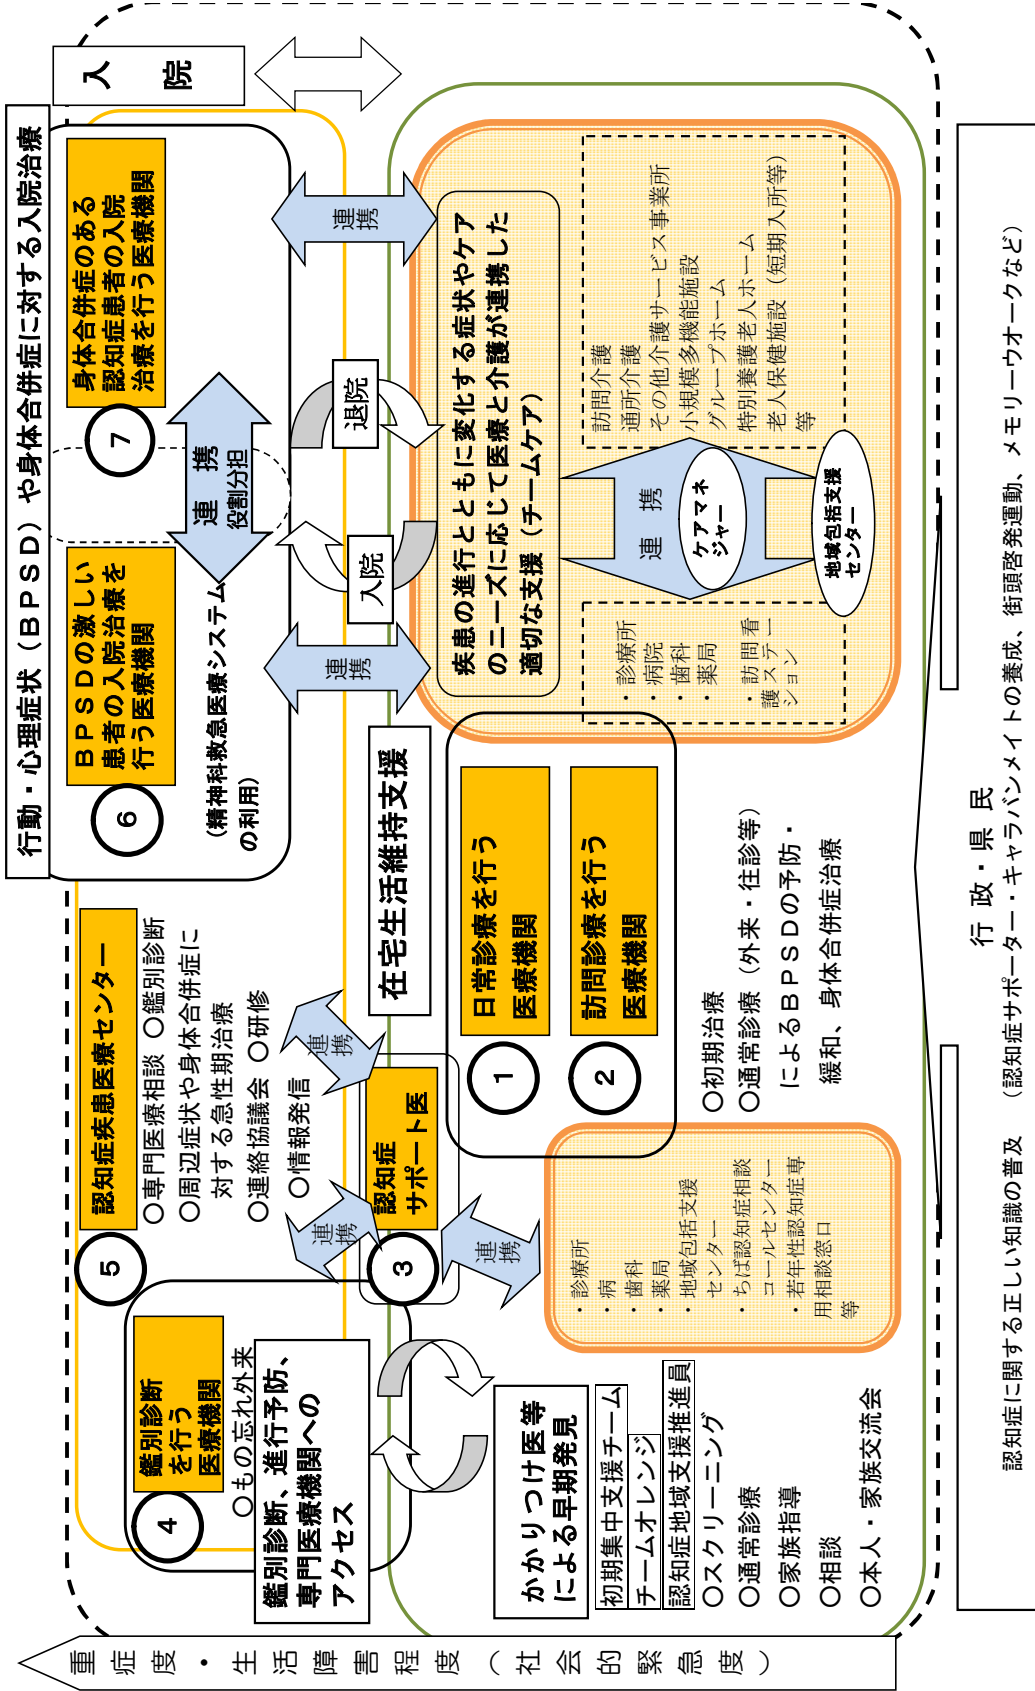 重症度・生活障害程度（社会的緊急度）
行動・心理症状（ＢＰＳＤ）や身体合併症に対する入院治療
入　院
④
鑑別診断
を行う
医療機関
○もの忘れ外来
鑑別診断、進行予防、
専門医療機関への
アクセス
⑤
認知症疾患医療センター
○専門医療相談 ○鑑別診断
○周辺症状や身体合併症に
対する急性期治療
○連絡協議会 ○研修
○情報発信
⑥
ＢＰＳＤの激しい
患者の入院治療を
行う医療機関
(精神科救急医療システム
の利用)
連　携
役割分担
⑦
身体合併症のある
認知症患者の入院
治療を行う医療機関
連携
連携
連携
③
認知症
サポート医
連携
入院
退院
連携
在宅生活維持支援
かかりつけ医等
による早期発見
初期集中支援チーム
チームオレンジ
認知症地域支援推進員
○スクリーニング
○通常診療
○家族指導
○相談
○本人・家族交流会
・診療所
・病
・歯科
・薬局
・地域包括支援
センター
・ちば認知症相談
コールセンター
・若年性認知症専
用相談窓口
等
①
日常診療を行う
医療機関
②
訪問診療を行う
医療機関
○初期治療
○通常診療（外来・往診等）
によるＢＰＳＤの予防・
緩和、身体合併症治療
疾患の進行とともに変化する症状やケア
のニーズに応じて医療と介護が連携した
適切な支援（チームケア）
・診療所
・病院
・歯科
・薬局
・訪問看
護ステー
ション
連　携
ケアマネ
ジャー
地域包括支援
センター
訪問介護
通所介護
その他介護サービス事業所
小規模多機能施設
グループホーム
特別養護老人ホーム
老人保健施設（短期入所等）
等
行 政・県 民
認知症に関する正しい知識の普及　（認知症サポーター・キャラバンメイトの養成、街頭啓発運動、メモリーウオークなど）